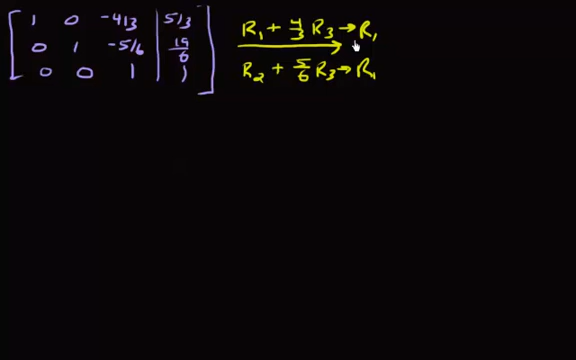 1 0 -4/3 5/3
R₁ + 4/3 R₃ → R₁
0 1 -5/6 19/6
0 0 1 1
R₂ + 5/6 R₃ → R₁